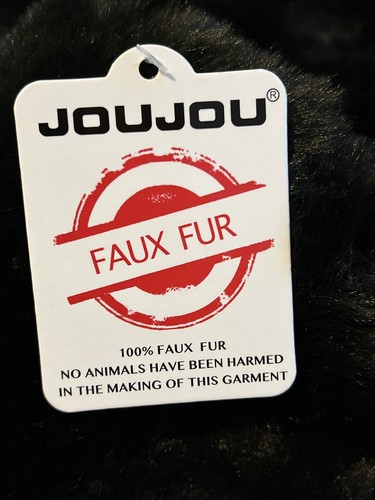 JOUJOU®
FAUX FUR
100% FAUX FUR
NO ANIMALS HAVE BEEN HARMED
IN THE MAKING OF THIS GARMENT